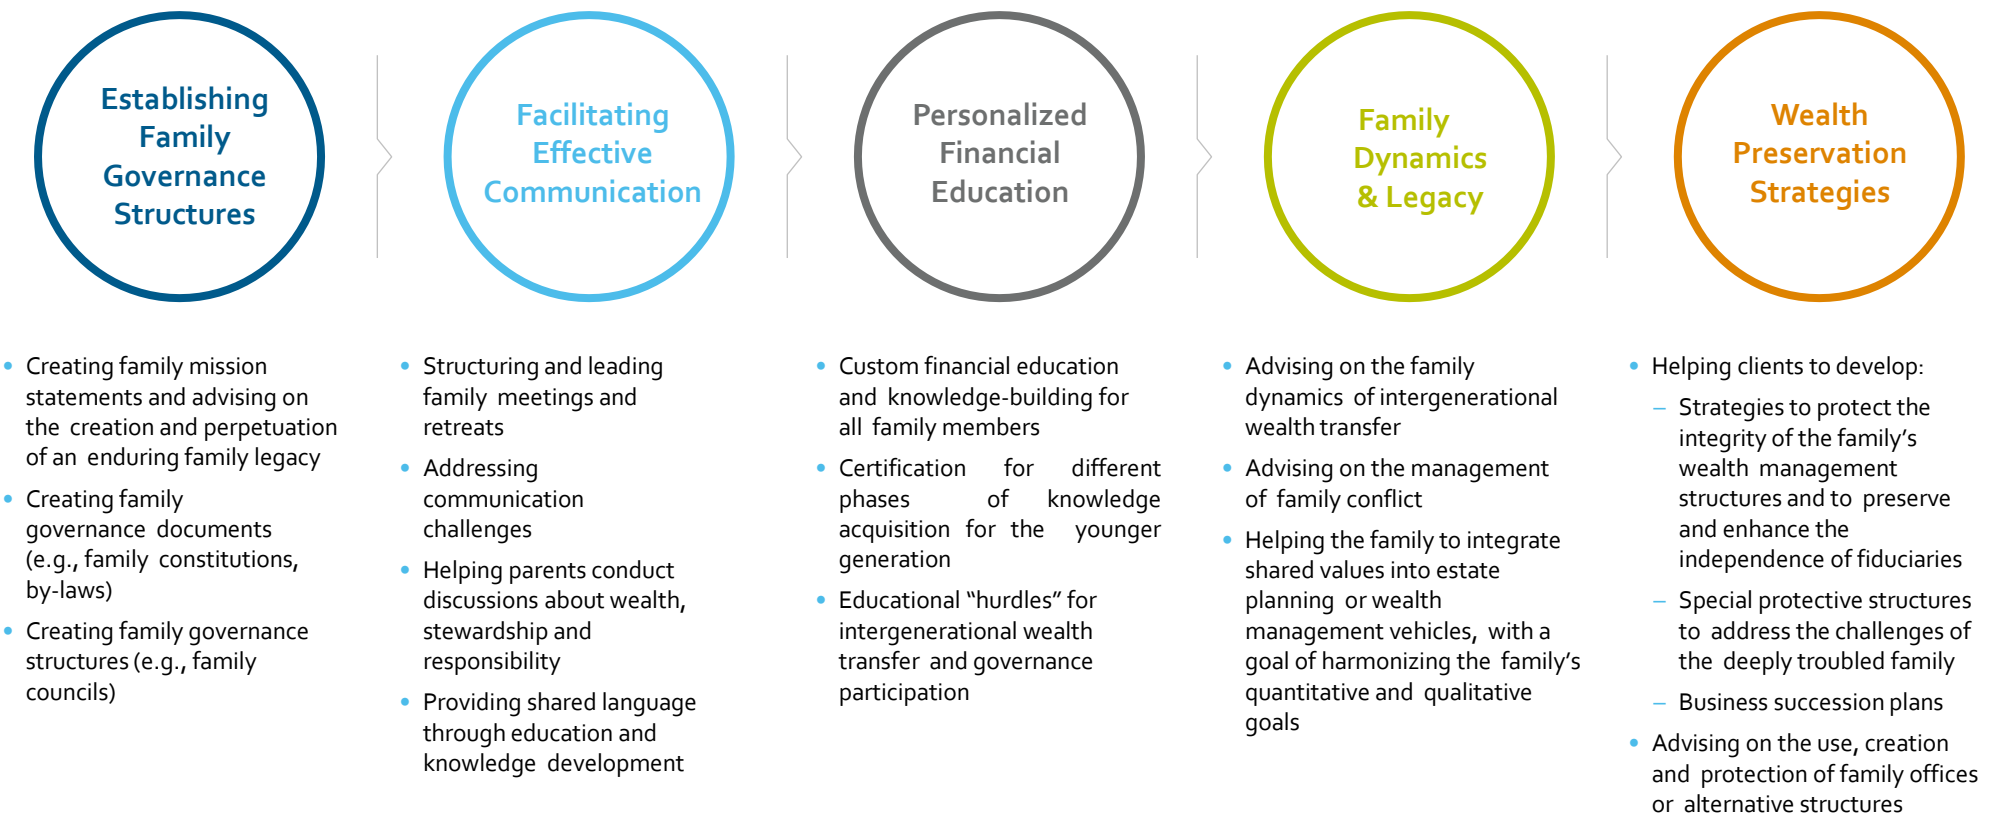 Establishing
Family
Governance
Structures
Facilitating
Effective
Communication
Personalized
Financial
Education
Family
Dynamics
& Legacy
Wealth
Preservation
Strategies
• Creating family mission
statements and advising on
the creation and perpetuation
of an enduring family legacy
• Creating family
governance documents
(e.g., family constitutions,
by-laws)
• Creating family governance
structures (e.g., family
councils)
• Structuring and leading
family meetings and
retreats
• Addressing
communication
challenges
• Helping parents conduct
discussions about wealth,
stewardship and
responsibility
• Providing shared language
through education and
knowledge development
• Custom financial education
and knowledge-building for
all family members
• Certification for different
phases of knowledge
acquisition for the younger
generation
• Educational “hurdles” for
intergenerational wealth
transfer and governance
participation
• Advising on the family
dynamics of intergenerational
wealth transfer
• Advising on the management
of family conflict
• Helping the family to integrate
shared values into estate
planning or wealth
management vehicles, with a
goal of harmonizing the family’s
quantitative and qualitative
goals
• Helping clients to develop:
– Strategies to protect the
integrity of the family’s
wealth management
structures and to preserve
and enhance the
independence of fiduciaries
– Special protective structures
to address the challenges of
the deeply troubled family
– Business succession plans
• Advising on the use, creation
and protection of family offices
or alternative structures